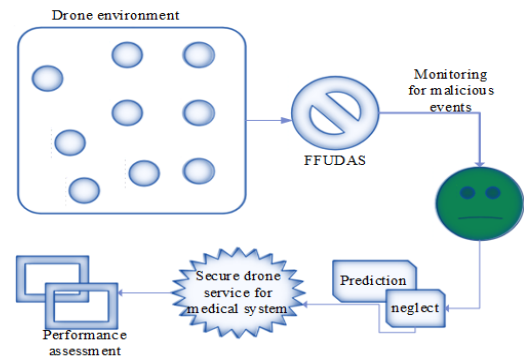 Drone environment
Monitoring
for malicious
events
FFUDAS
Prediction
neglect
Secure drone
service for
medical system
Performance
assessment